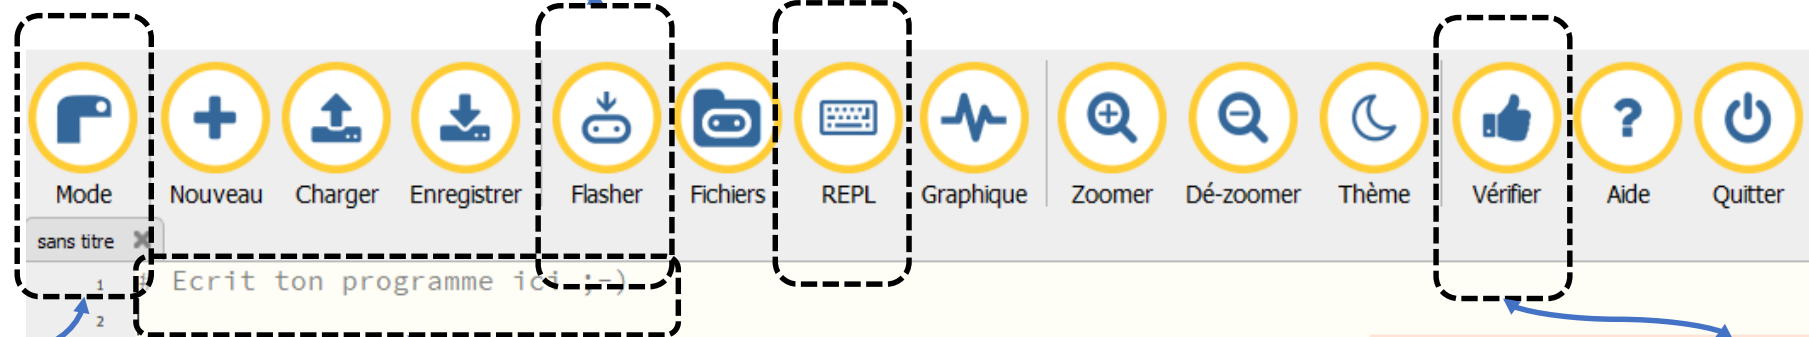 Mode Nouveau Charger Enregistrer Flasher Fichiers REPL Graphique Zoomer Dé-zoomer Thème Vérifier Aide Quitter
sans titre
1 # Ecrit ton programme ici ;-)
2